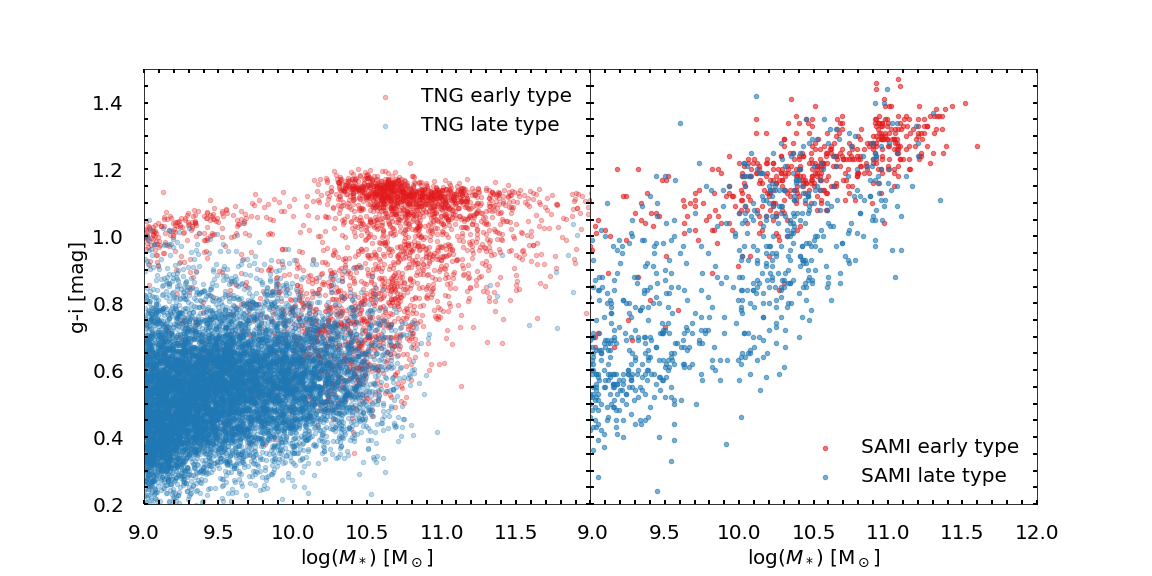 TNG early type
TNG late type
SAMI early type
SAMI late type
g-i [mag]
1.4
1.2
1.0
0.8
0.6
0.4
0.2
9.0 9.5 10.0 10.5 11.0 11.5 9.0 9.5 10.0 10.5 11.0 11.5 12.0
log(M*) [M⊙] log(M*) [M⊙]